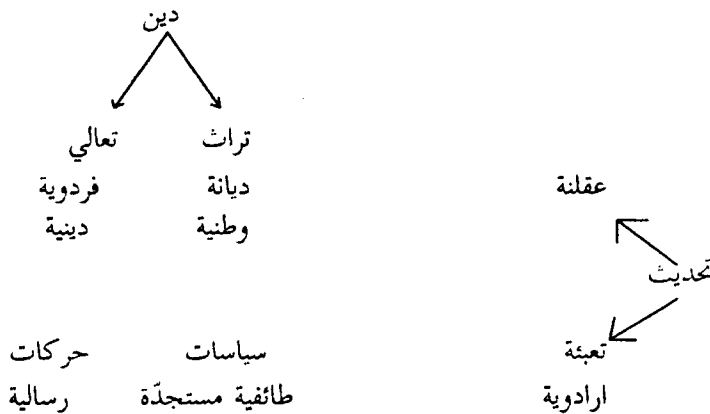 دين
تراث تعالي
عقلنة ديانة فردوية
وطنية دينية
تحديث
تعبئة سياسات حركات
ارادوية طائفية مستجدّة رسالية